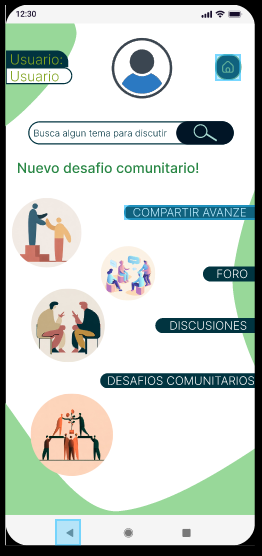 12:30
Usuario:
Usuario
Busca algun tema para discutir
Nuevo desafio comunitario!
COMPARTIR AVANZE
FORO
DISCUSIONES
DESAFIOS COMUNITARIOS